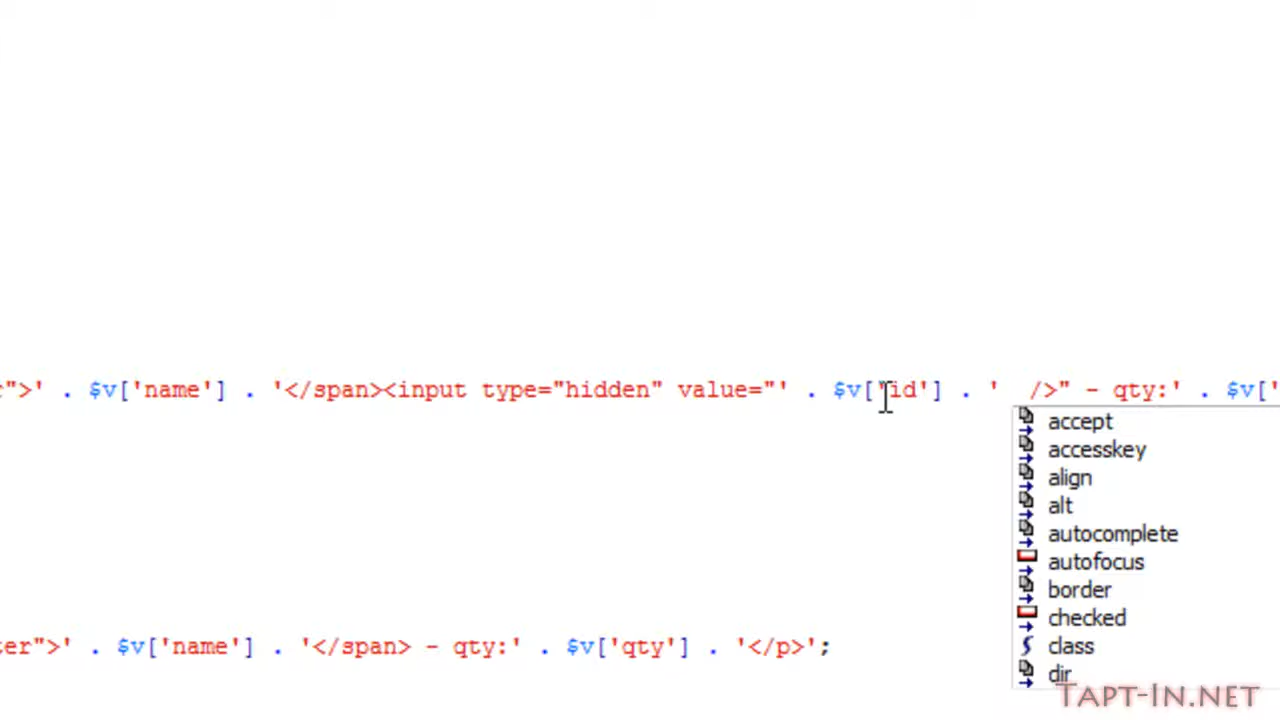 r">' . $v['name'] . '</span><input type="hidden" value="' . $v['id'] . '  />" - qty:' . $v['
accept
accesskey
align
alt
autocomplete
autofocus
border
checked
class
dir
ter">' . $v['name'] . '</span> - qty:' . $v['qty'] . '</p>';
Tapt-In.net